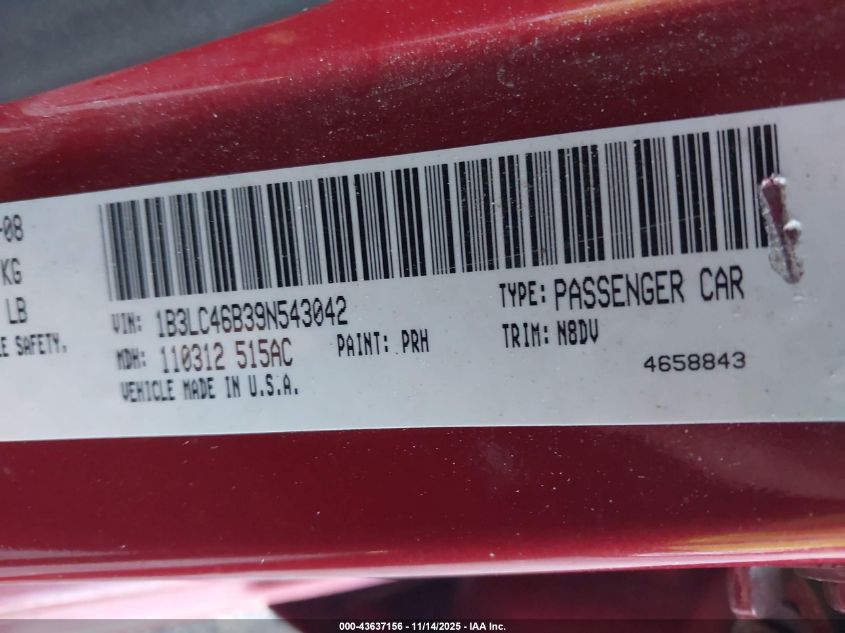 -08
KG
LB
LE SAFETY.
VIN: 1B3LC46B39N543042
TYPE: PASSENGER CAR
MDH: 110312 515AC
PAINT: PRH
TRIM: N8DV
VEHICLE MADE IN U.S.A.
4658843
000-43637156 - 11/14/2025 - IAA Inc.